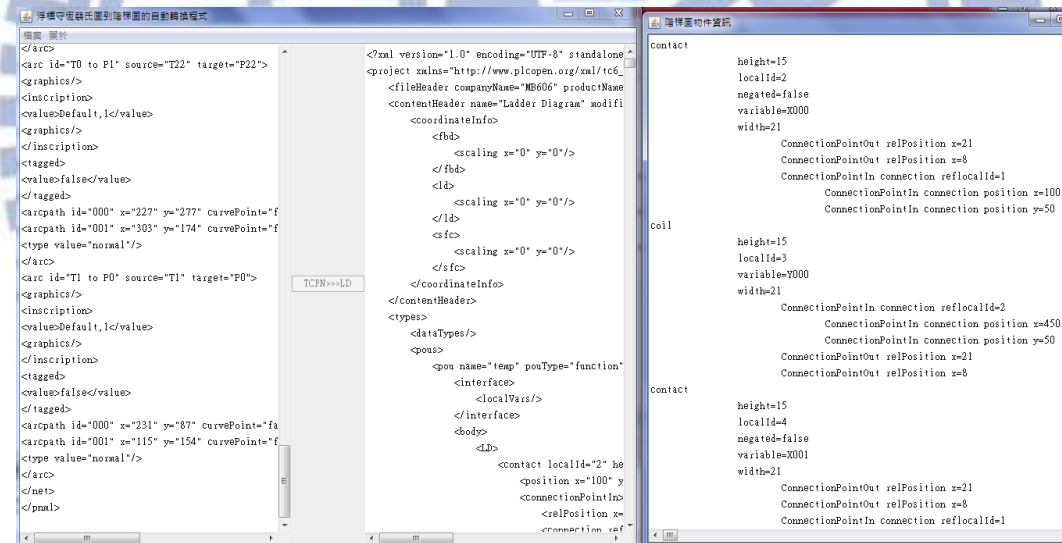 浮標守恆裴氏圖到階梯圖的自動轉換程式
檔案 關於
</arc>
<arc id="T0 to P1" source="T22" target="P22">
<graphics/>
<inscription>
<value>Default,1</value>
<graphics/>
</inscription>
<tagged>
<value>false</value>
</tagged>
<arcpath id="000" x="227" y="277" curvePoint="f
<arcpath id="001" x="303" y="174" curvePoint="f
<type value="normal"/>
</arc>
<arc id="T1 to P0" source="T1" target="P0">
<graphics/>
<inscription>
<value>Default,1</value>
<graphics/>
</inscription>
<tagged>
<value>false</value>
</tagged>
<arcpath id="000" x="231" y="87" curvePoint="fa
<arcpath id="001" x="115" y="154" curvePoint="f
<type value="normal"/>
</arc>
</net>
</pnml>
TCPN>>>LD
<?xml version="1.0" encoding="UTF-8" standalone
<project xmlns="http://www.plcopen.org/xml/tc6_
<fileHeader companyName="MB606" productName
<contentHeader name="Ladder Diagram" modifi
<coordinateInfo>
<fbd>
<scaling x="0" y="0"/>
</fbd>
<ld>
<scaling x="0" y="0"/>
</ld>
<sfc>
<scaling x="0" y="0"/>
</sfc>
</coordinateInfo>
</contentHeader>
<types>
<dataTypes/>
<pous>
<pou name="temp" pouType="function"
<interface>
<localVars/>
</interface>
<body>
<LD>
<contact localId="2" he
<position x="100" y
<connectionPointIn>
<relPosition x=
<connection ref
階梯圖物件資訊
contact
height=15
localId=2
negated=false
variable=X000
width=21
ConnectionPointOut relPosition x=21
ConnectionPointOut relPosition x=8
ConnectionPointIn connection reflocalId=1
ConnectionPointIn connection position x=100
ConnectionPointIn connection position y=50
coil
height=15
localId=3
variable=Y000
width=21
ConnectionPointIn connection reflocalId=2
ConnectionPointIn connection position x=450
ConnectionPointIn connection position y=50
ConnectionPointOut relPosition x=21
ConnectionPointOut relPosition x=8
contact
height=15
localId=4
negated=false
variable=X001
width=21
ConnectionPointOut relPosition x=21
ConnectionPointOut relPosition x=8
ConnectionPointIn connection reflocalId=1